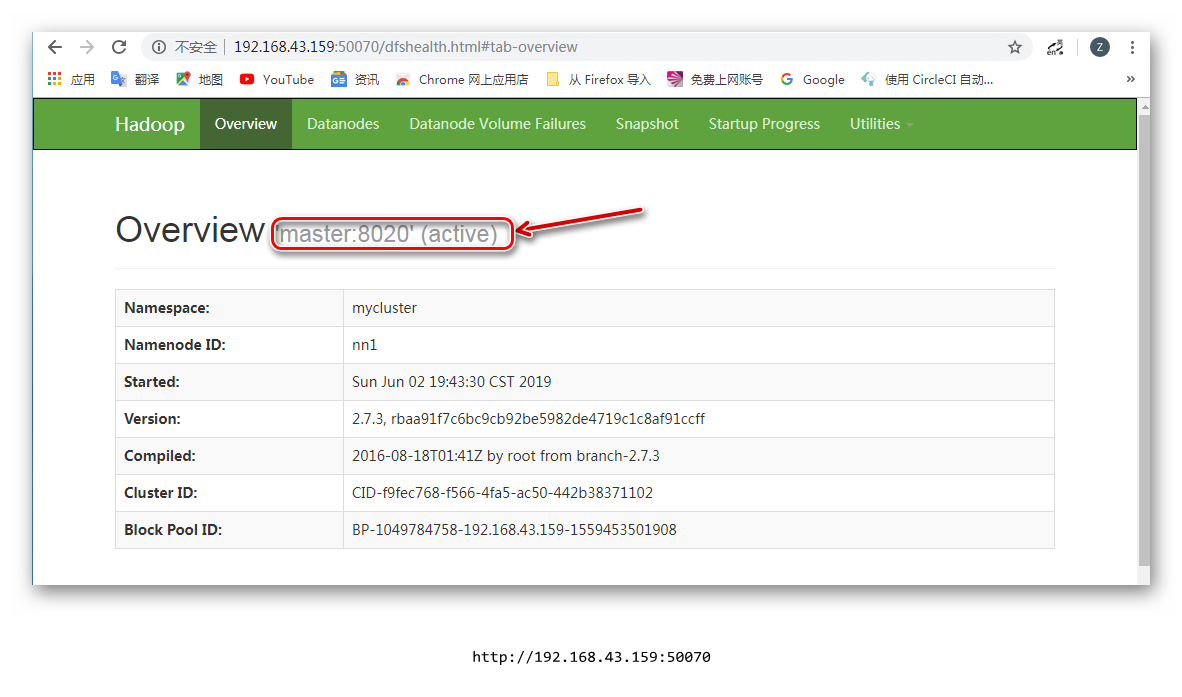 不安全 | 192.168.43.159:50070/dfshealth.html#tab-overview Z
应用 翻译 地图 YouTube 资讯 Chrome 网上应用店 从 Firefox 导入 免费上网账号 Google 使用 CircleCI 自动... »
Hadoop Overview Datanodes Datanode Volume Failures Snapshot Startup Progress Utilities
Overview 'master:8020' (active)
Namespace: mycluster
Namenode ID: nn1
Started: Sun Jun 02 19:43:30 CST 2019
Version: 2.7.3, rbaa91f7c6bc9cb92be5982de4719c1c8af91ccff
Compiled: 2016-08-18T01:41Z by root from branch-2.7.3
Cluster ID: CID-f9fec768-f566-4fa5-ac50-442b38371102
Block Pool ID: BP-1049784758-192.168.43.159-1559453501908
http://192.168.43.159:50070